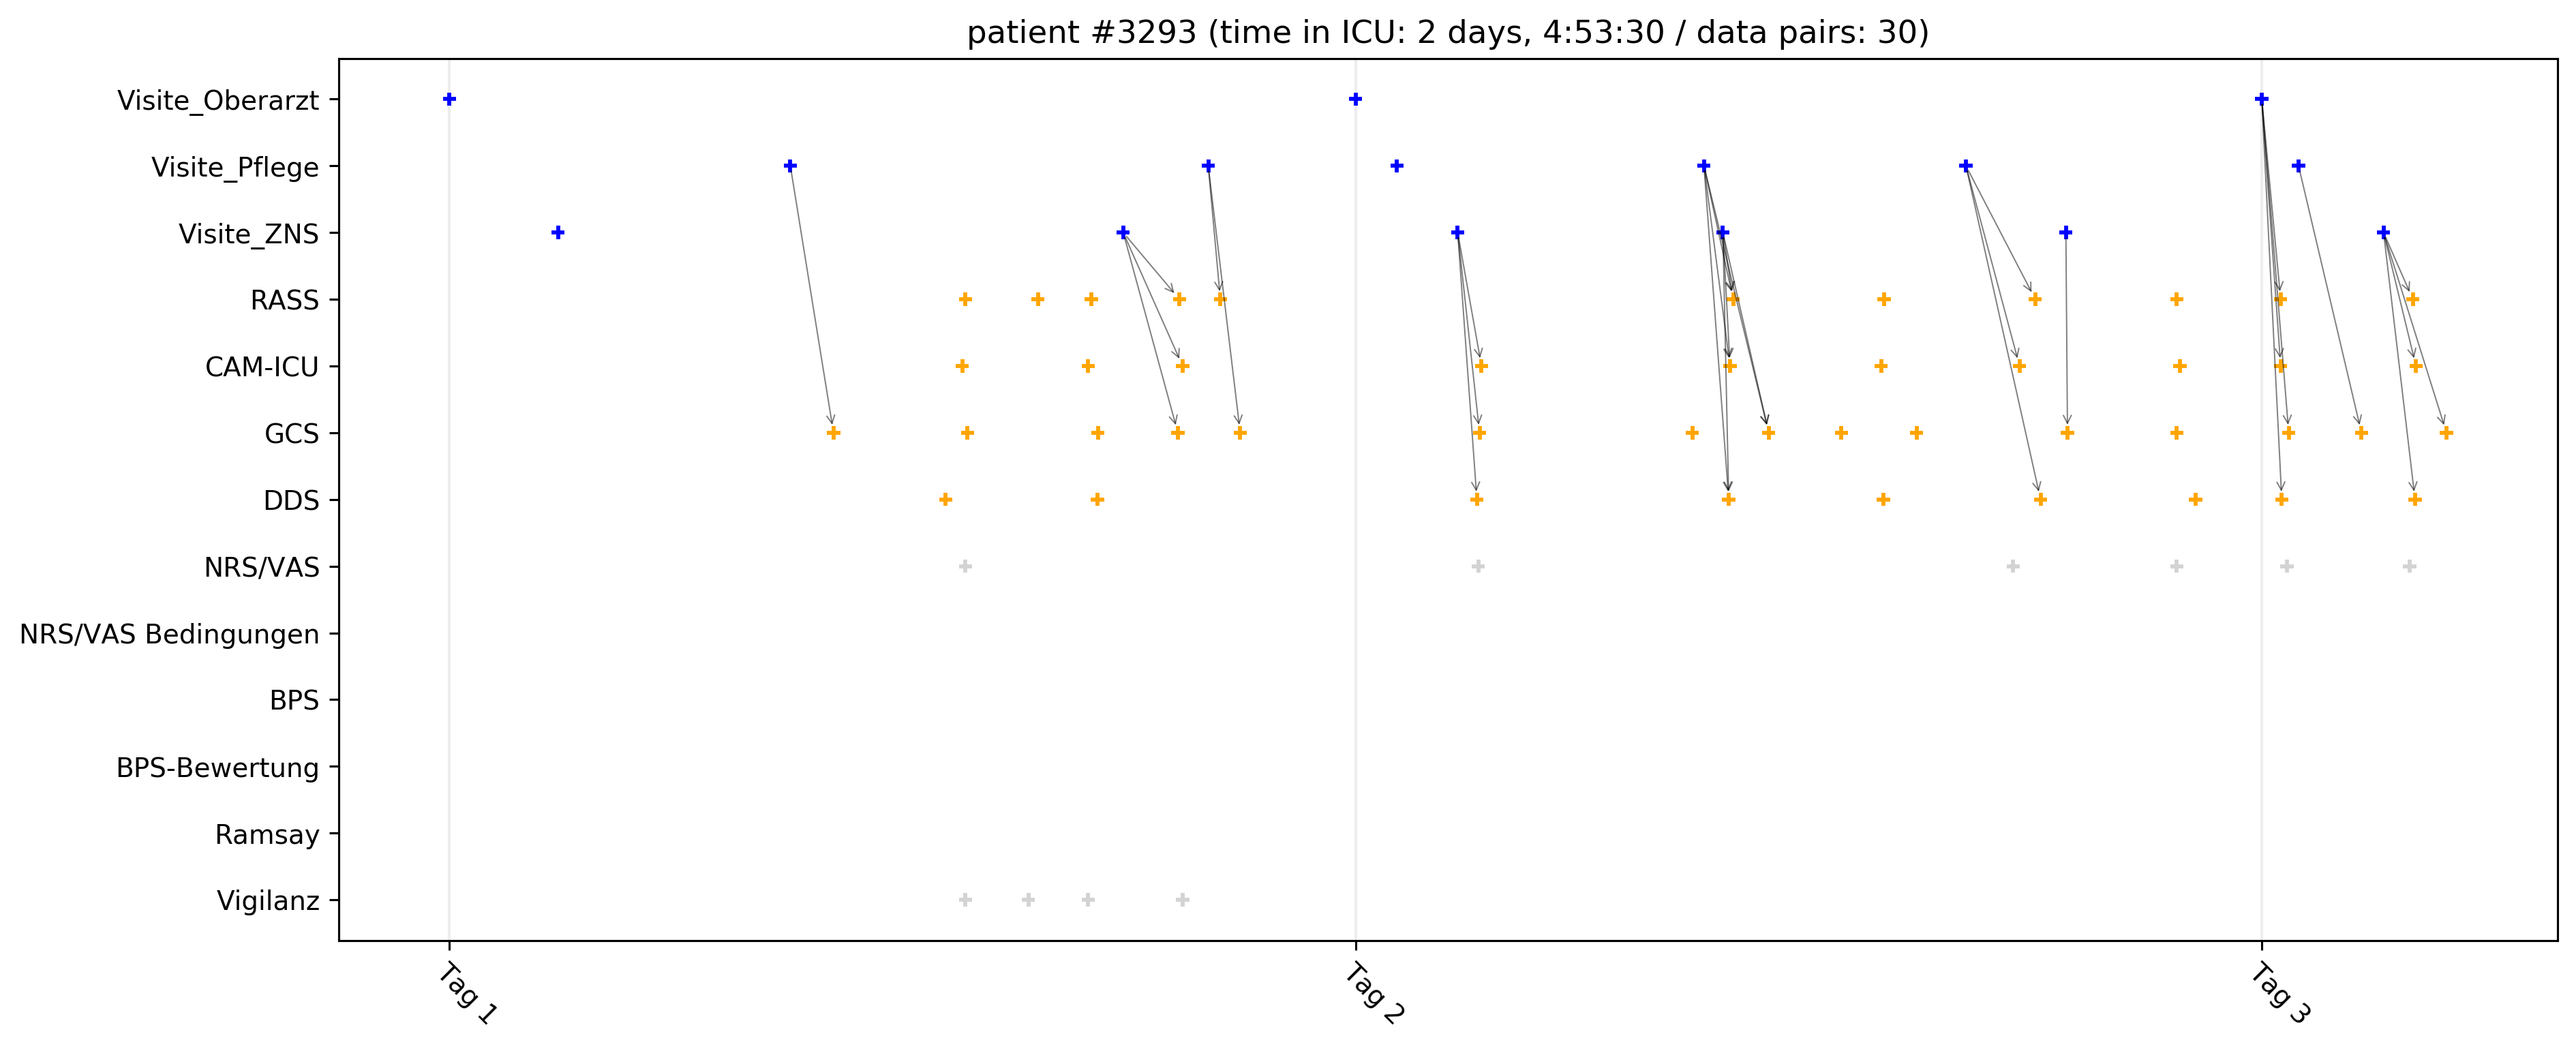 patient #3293 (time in ICU: 2 days, 4:53:30 / data pairs: 30)
Visite_Oberarzt
Visite_Pflege
Visite_ZNS
RASS
CAM-ICU
GCS
DDS
NRS/VAS
NRS/VAS Bedingungen
BPS
BPS-Bewertung
Ramsay
Vigilanz
Tag 1
Tag 2
Tag 3